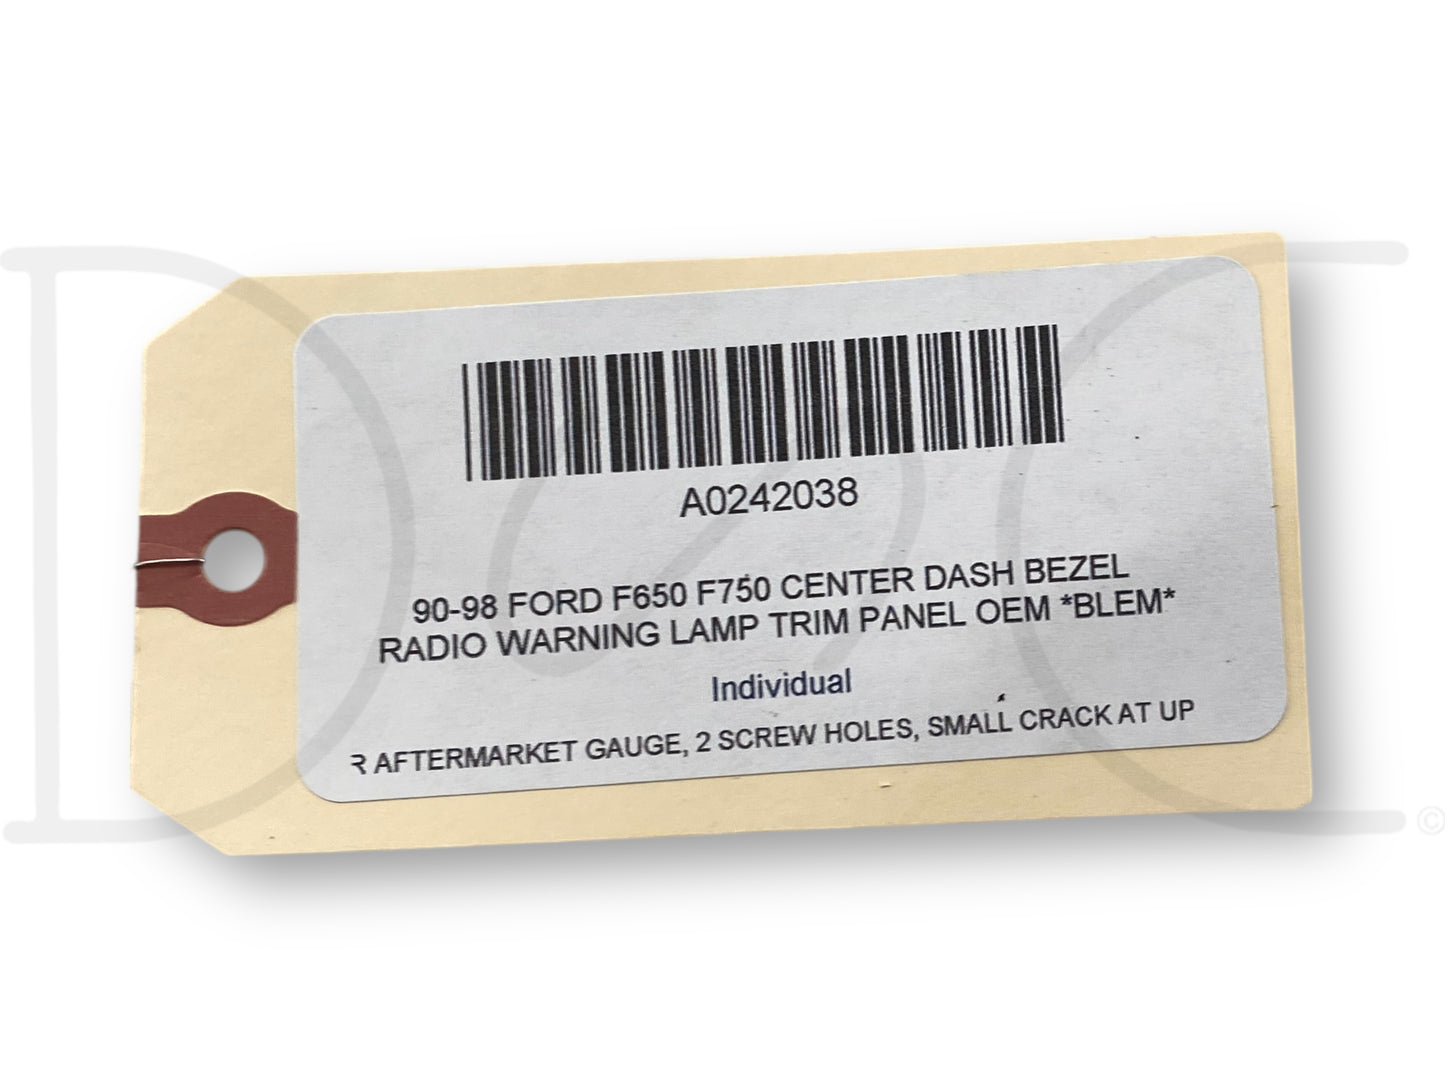 A0242038
90-98 FORD F650 F750 CENTER DASH BEZEL
RADIO WARNING LAMP TRIM PANEL OEM *BLEM*
Individual
R AFTERMARKET GAUGE, 2 SCREW HOLES, SMALL CRACK AT UP
©